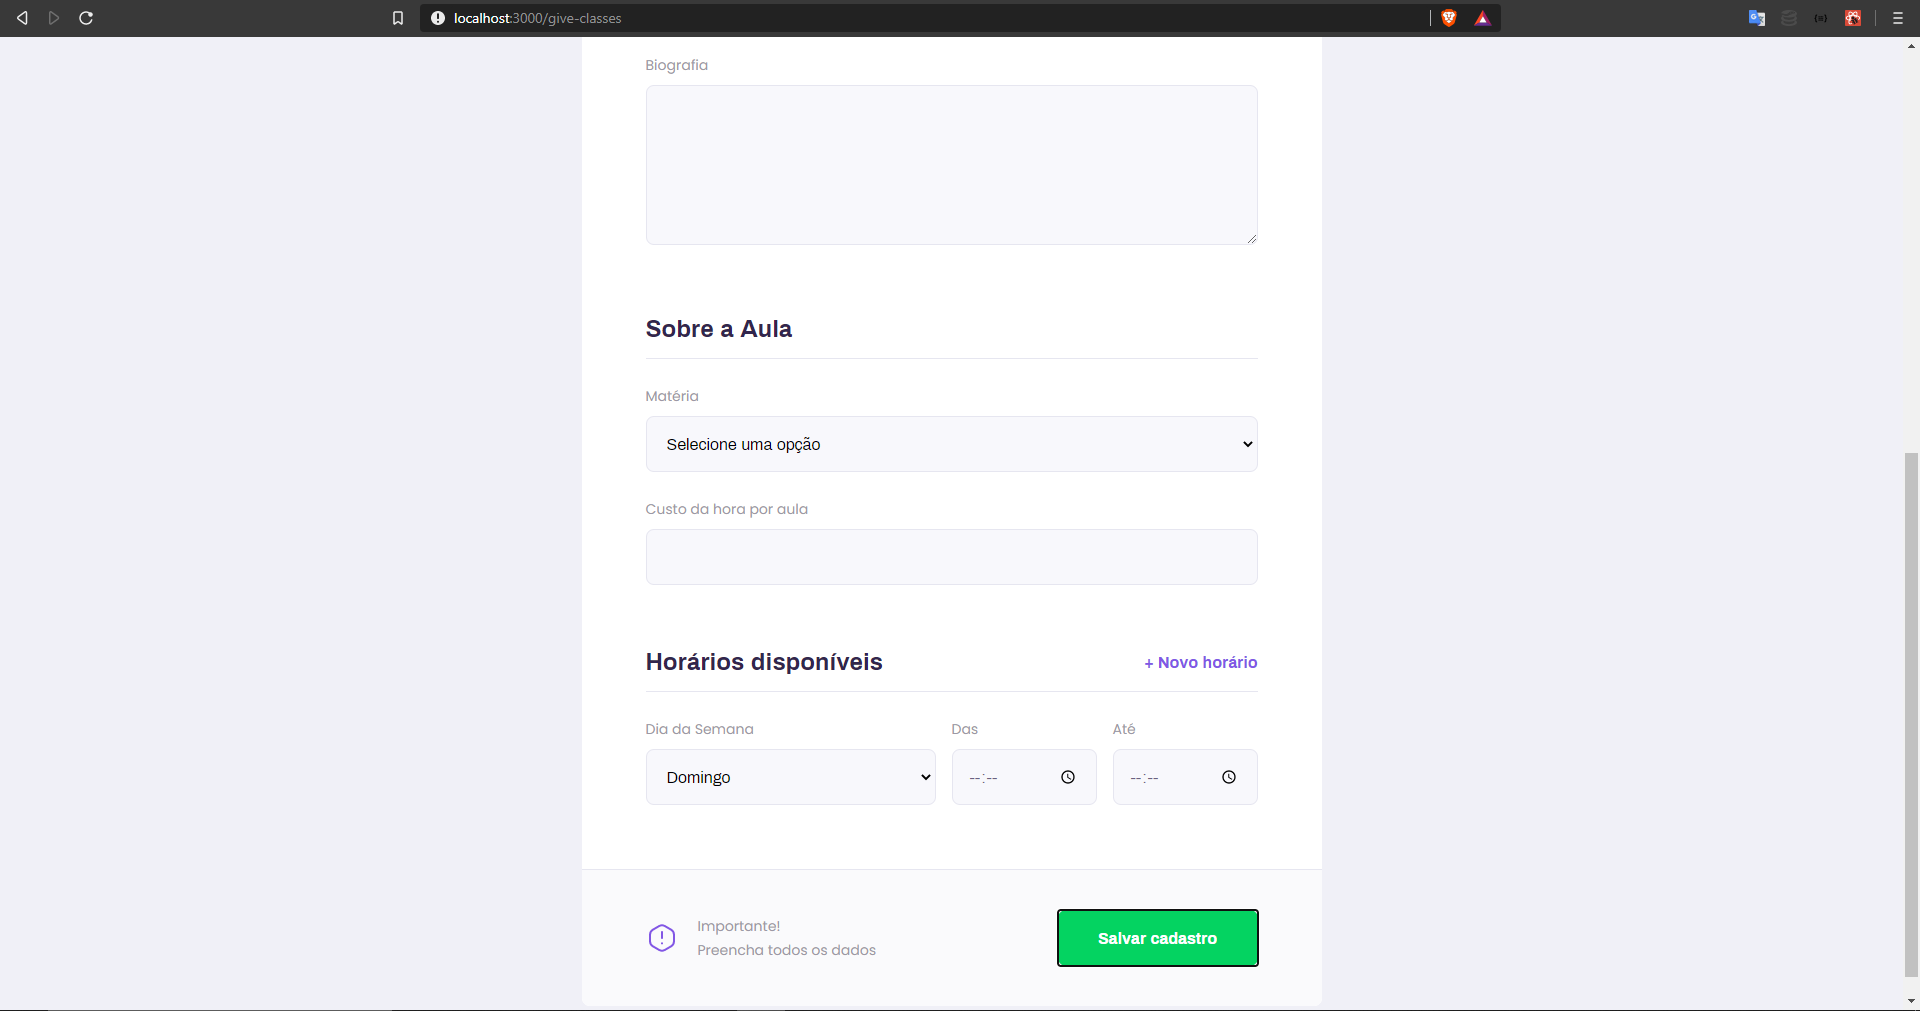 localhost:3000/give-classes
Biografia
Sobre a Aula
Matéria
Selecione uma opção
Custo da hora por aula
Horários disponíveis
+ Novo horário
Dia da Semana
Das
Até
Domingo
--:--
--:--
Importante!
Preencha todos os dados
Salvar cadastro